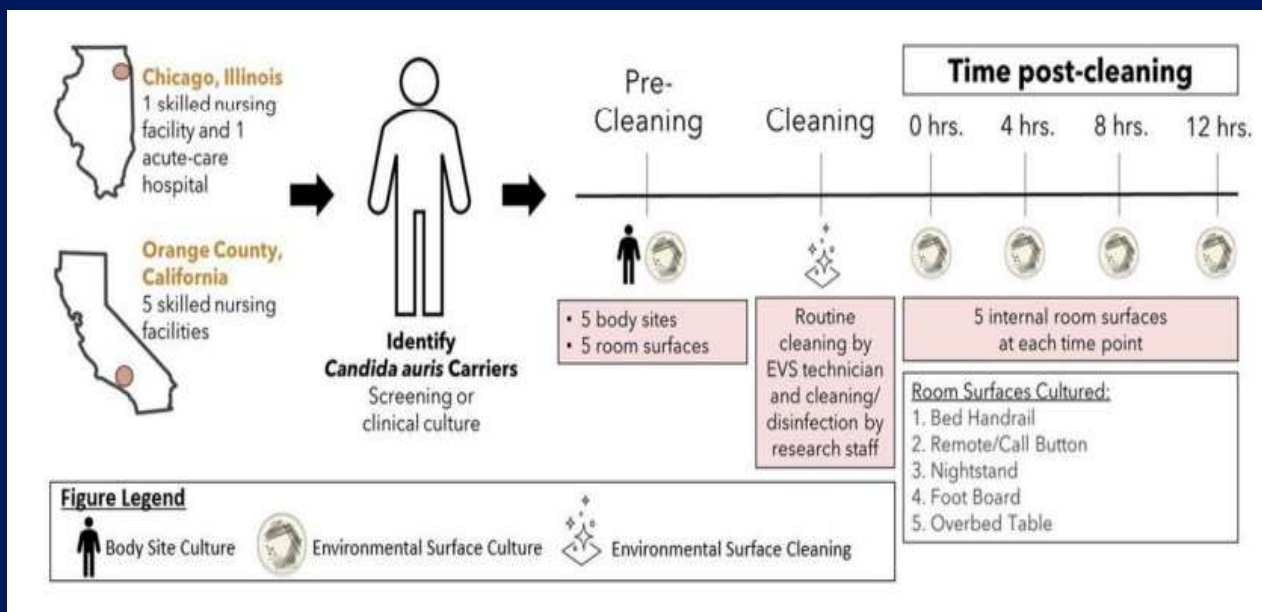 Chicago, Illinois
1 skilled nursing
facility and 1
acute-care
hospital
Orange County,
California
5 skilled nursing
facilities
Identify
Candida auris Carriers
Screening or
clinical culture
Pre-
Cleaning
Cleaning
Time post-cleaning
0 hrs.
4 hrs.
8 hrs.
12 hrs.
• 5 body sites
• 5 room surfaces
Routine
cleaning by
EVS technician
and cleaning/
disinfection by
research staff
5 internal room surfaces
at each time point
Room Surfaces Cultured:
1. Bed Handrail
2. Remote/Call Button
3. Nightstand
4. Foot Board
5. Overbed Table
Figure Legend
Body Site Culture
Environmental Surface Culture
Environmental Surface Cleaning